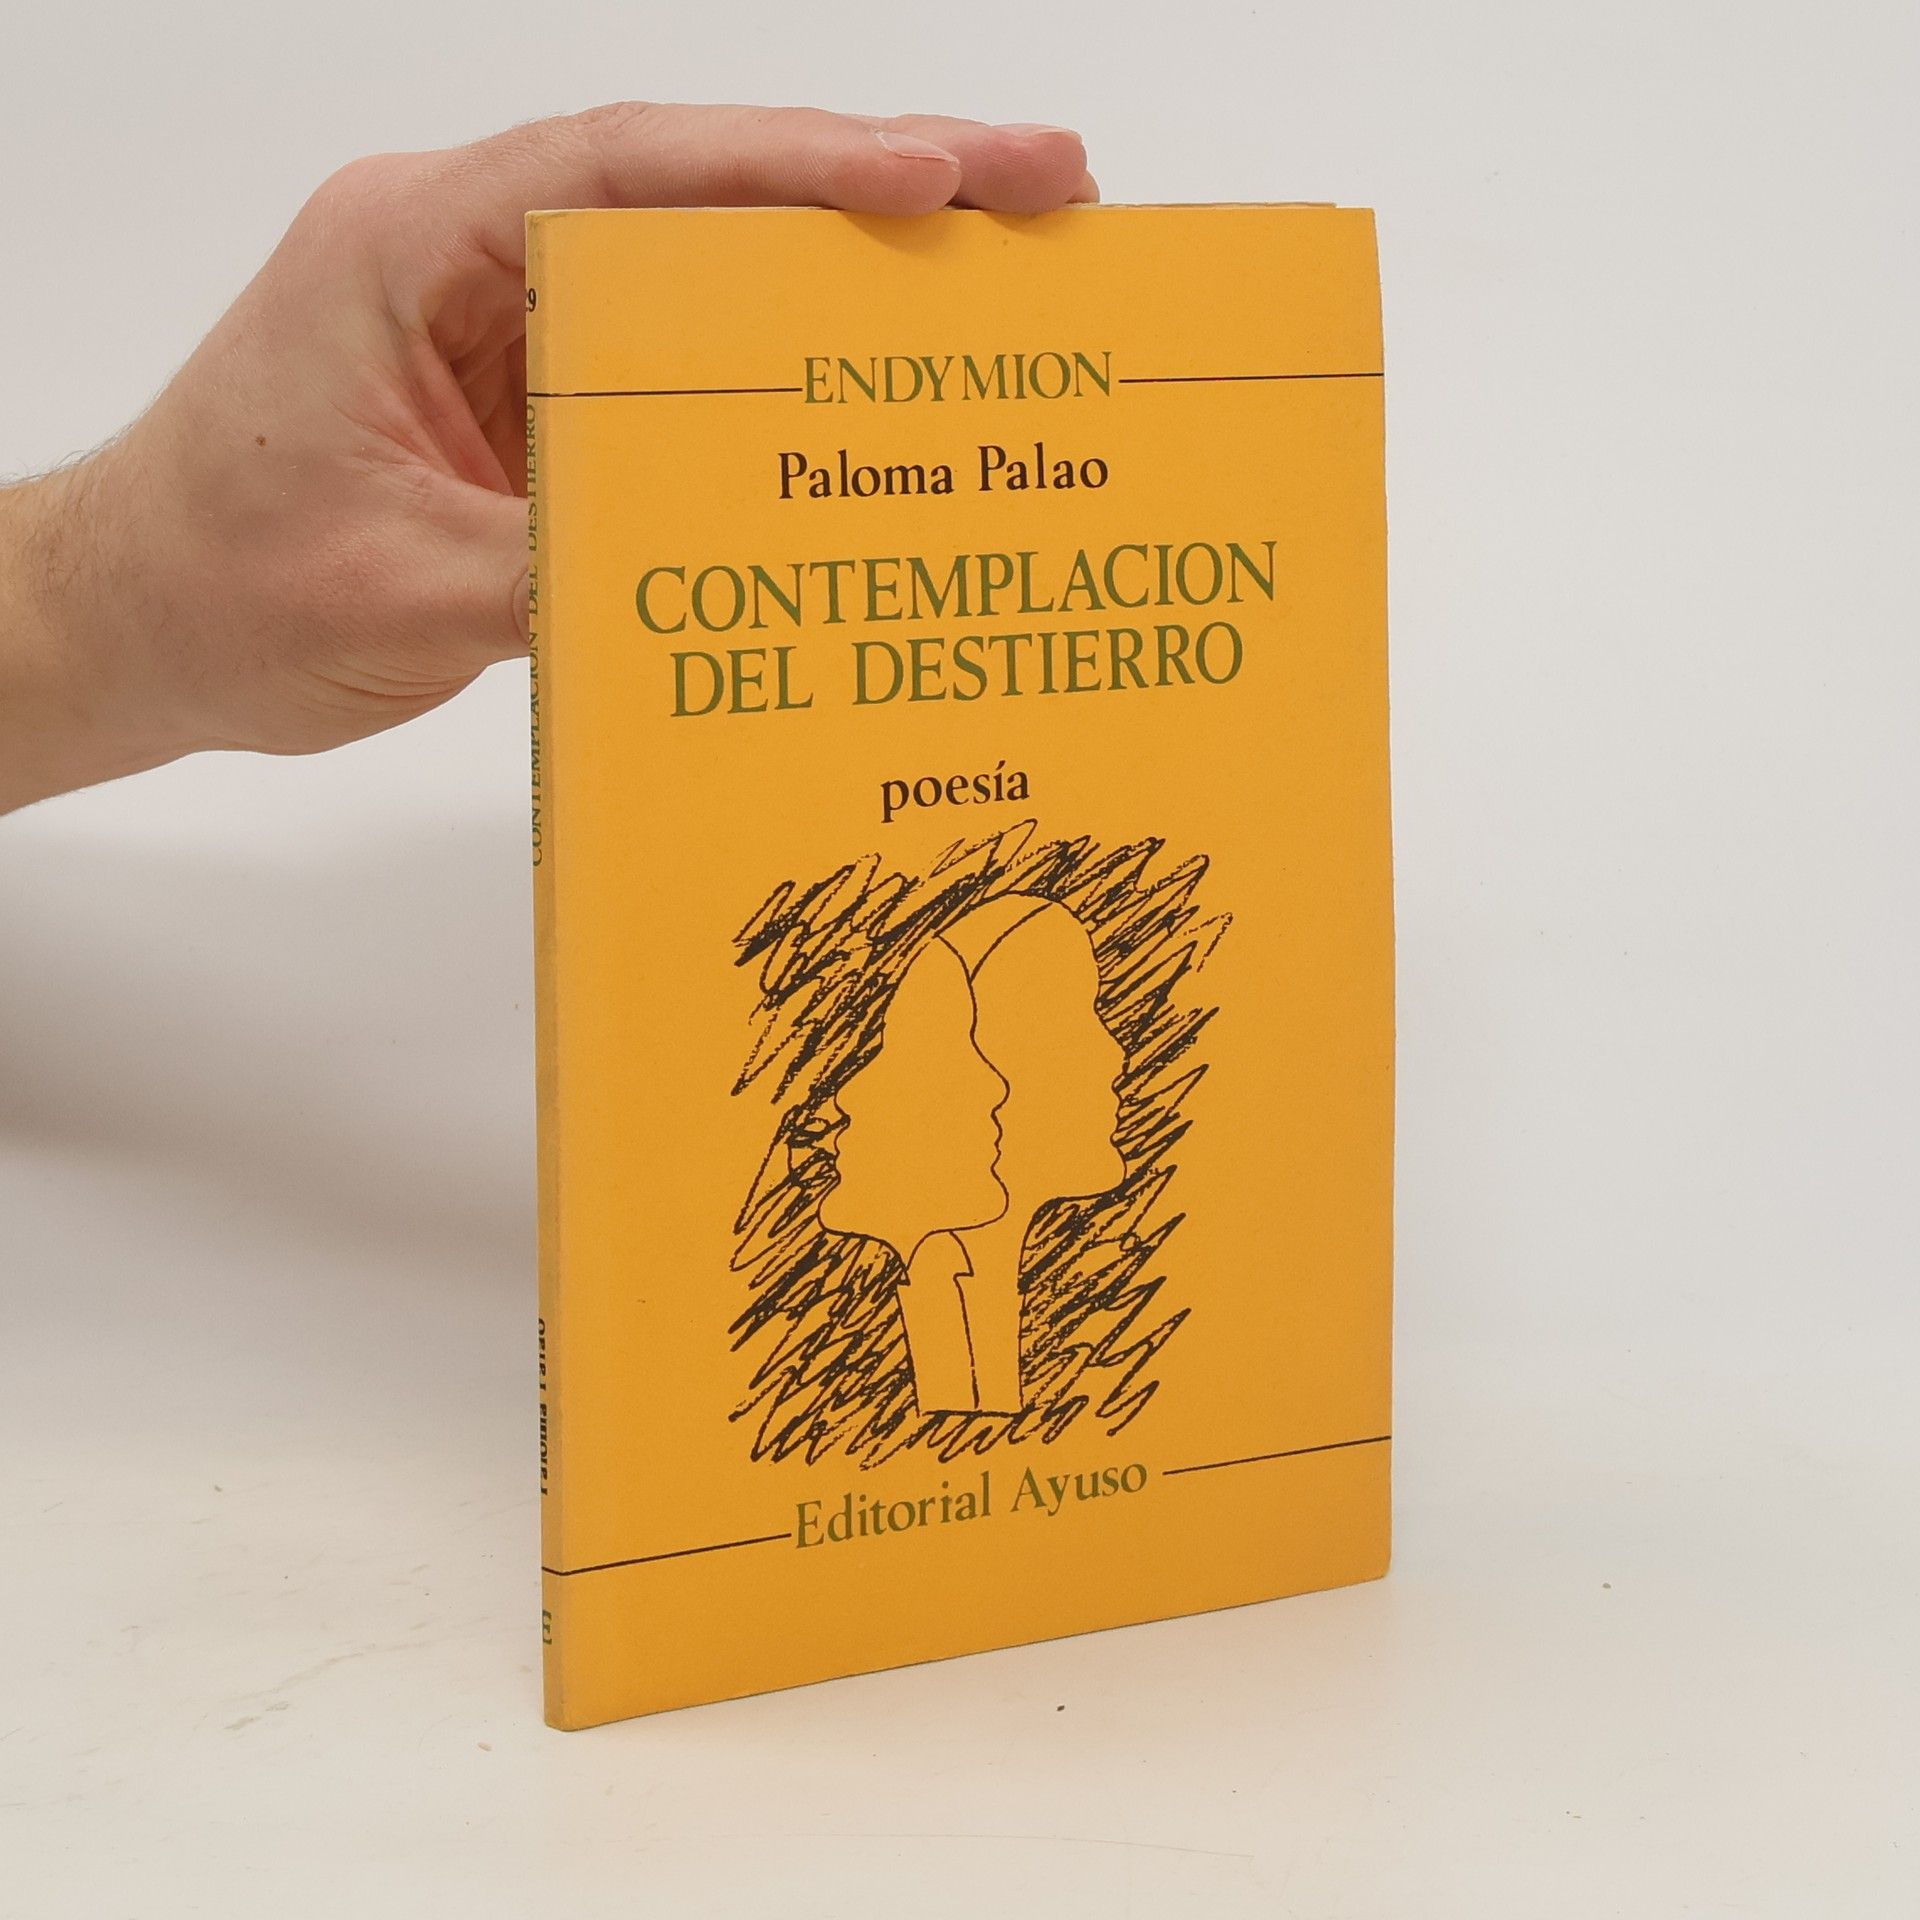 ENDYMION
Paloma Palao
CONTEMPLACION
DEL DESTIERRO
poesía
Editorial Ayuso
CONTEMPLACION DEL DESTIERRO
Paloma Palao